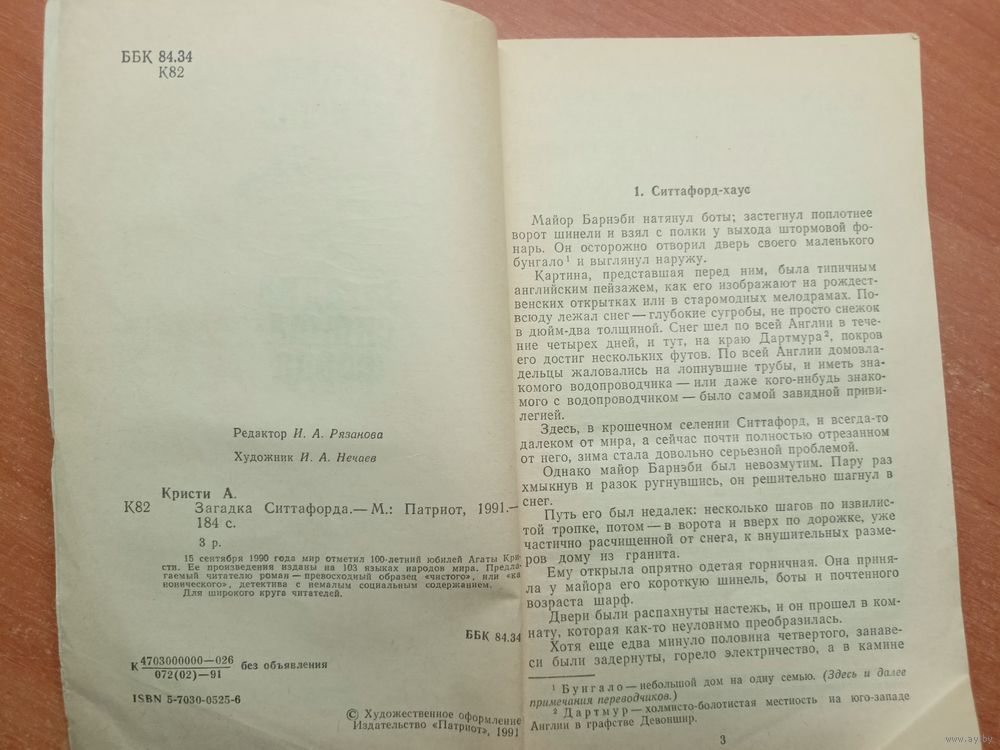 ББК 84.34
К82
Редактор И. А. Рязанова
Художник И. А. Нечаев
Кристи А.
К82 Загадка Ситтафорда.— М.: Патриот, 1991.—
184 с.
3 р.
15 сентября 1990 года мир отметил 100-летний юбилей Агаты Кри-
сти. Ее произведения изданы на 103 языках народов мира. Предла-
гаемый читателю роман — превосходный образец «чистого», или «ка
нонического», детектива с немалым социальным содержанием.
Для широкого круга читателей.
ББК 84.34
К 4703000000—026 без объявления
072(02)—91
ISBN 5-7030-0525-6
© Художественное оформление
Издательство «Патриот», 1991
1. Ситтафорд-хаус
Майор Барнэби натянул боты; застегнул поплотнее
ворот шинели и взял с полки у выхода штормовой фо-
нарь. Он осторожно отворил дверь своего маленького
бунгало¹ и выглянул наружу.
Картина, представшая перед ним, была типичным
английским пейзажем, как его изображают на рождест-
венских открытках или в старомодных мелодрамах. По-
всюду лежал снег — глубокие сугробы, не просто снежок
в дюйм-два толщиной. Снег шел по всей Англии в тече-
ние четырех дней, и тут, на краю Дартмура², покров
его достиг нескольких футов. По всей Англии домовла-
дельцы жаловались на лопнувшие трубы, и иметь зна-
комого водопроводчика — или даже кого-нибудь знако-
мого с водопроводчиком — было самой завидной приви-
легией.
Здесь, в крошечном селении Ситтафорд, и всегда-то
далеком от мира, а сейчас почти полностью отрезанном
от него, зима стала довольно серьезной проблемой.
Однако майор Барнэби был невозмутим. Пару раз
хмыкнув и разок ругнувшись, он решительно шагнул в
снег.
Путь его был недалек: несколько шагов по извилис-
той тропке, потом — в ворота и вверх по дорожке, уже
частично расчищенной от снега, к внушительных разме-
ров дому из гранита.
Ему открыла опрятно одетая горничная. Она приня-
ла у майора его короткую шинель, боты и почтенного
возраста шарф.
Двери были распахнуты настежь, и он прошел в ком-
нату, которая как-то неуловимо преобразилась.
Хотя еще едва минуло половина четвертого, занаве-
си были задернуты, горело электричество, а в камине
¹ Бунгало — небольшой дом на одну семью. (Здесь и далее
примечания переводчиков.)
² Дартмур — холмисто-болотистая местность на юго-западе
Англии в графстве Девоншир.
3
www.ay.by